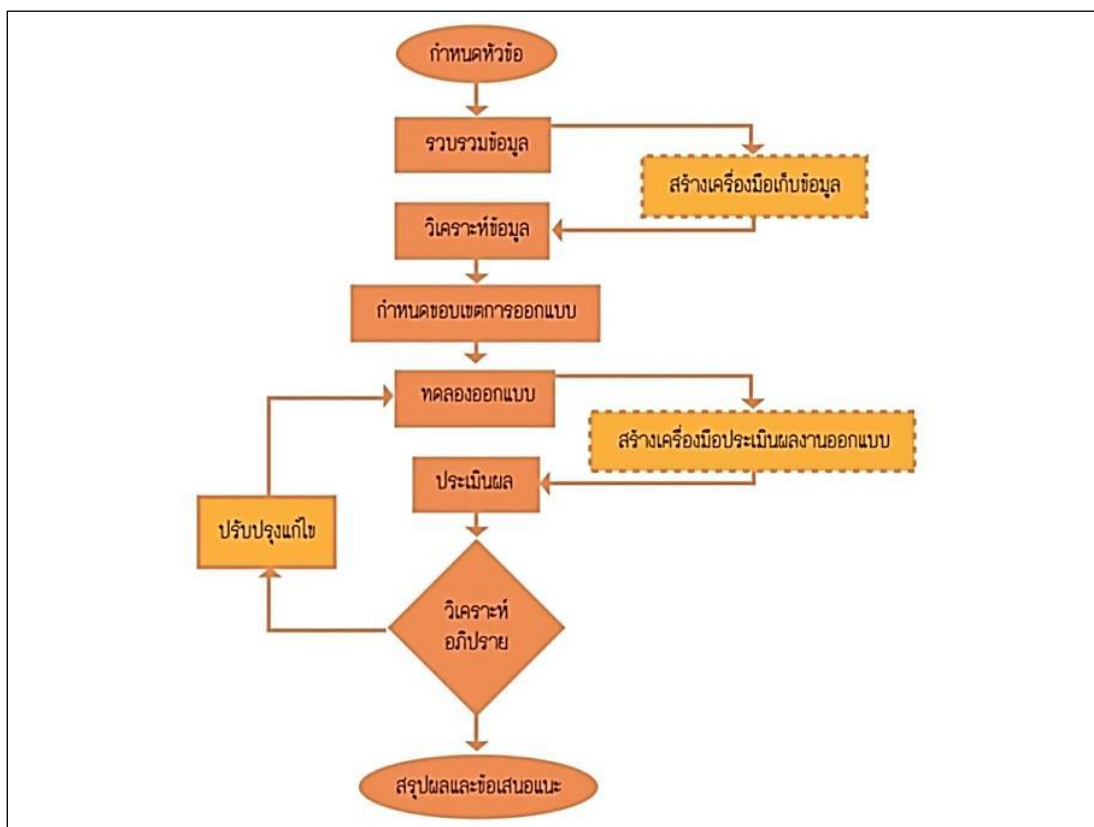 กำหนดหัวข้อ
รวบรวมข้อมูล
สร้างเครื่องมือเก็บข้อมูล
วิเคราะห์ข้อมูล
กำหนดขอบเขตการออกแบบ
ทดลองออกแบบ
สร้างเครื่องมือประเมินผลงานออกแบบ
ประเมินผล
ปรับปรุงแก้ไข
วิเคราะห์
อภิปราย
สรุปผลและข้อเสนอแนะ